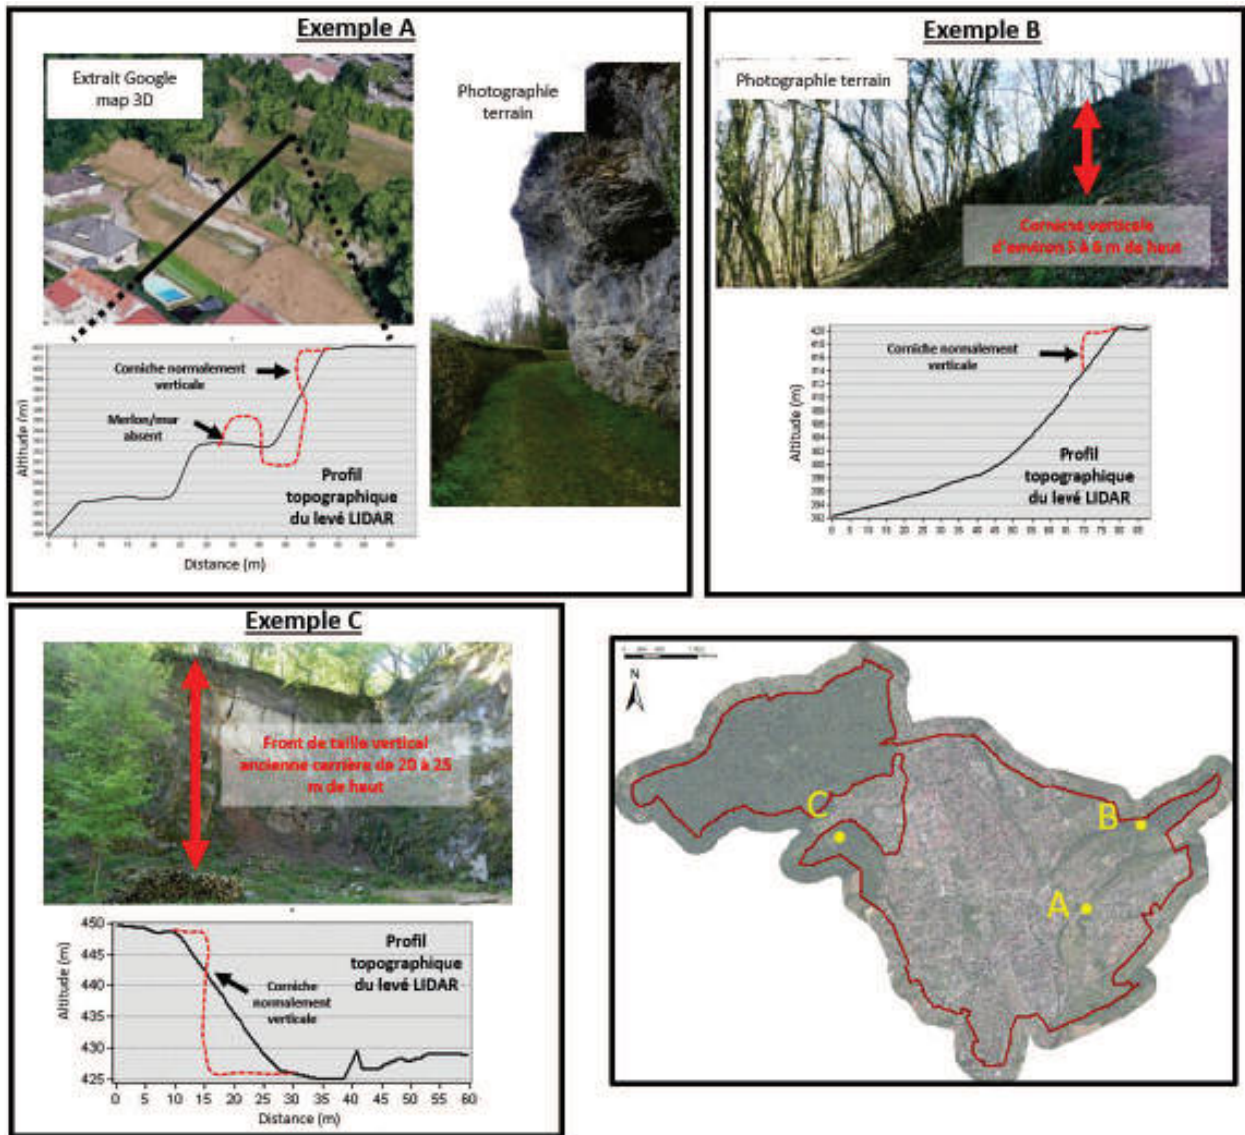 Exemple A
Extrait Google
map 3D
Photographie
terrain
Corniche normalement
verticale
Merlon/mur
absent
Profil
topographique
du levé LIDAR
Altitude (m)
0
Distance (m)
Exemple B
Photographie terrain
Corniche verticale
d'environ 5 à 6 m de haut
Corniche normalement
verticale
Profil
topographique
du levé LIDAR
Altitude (m)
Exemple C
Front de taille vertical
ancienne carrière de 20 à 25
m de haut
450
445
440
435
430
425
Altitude (m)
Profil
topographique
du levé LIDAR
Corniche
normalement
verticale
0 5 10 15 20 25 30 35 40 45 50 55 60
Distance (m)
N
C
B
A